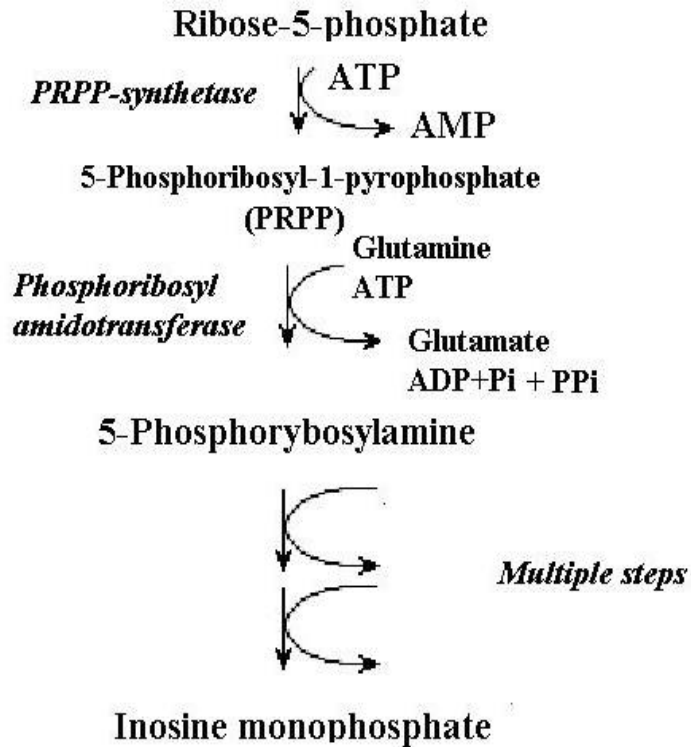 Ribose-5-phosphate
PRPP-synthetase
ATP
AMP
5-Phosphoribosyl-1-pyrophosphate
(PRPP)
Glutamine
ATP
Phosphoribosyl
amidotransferase
Glutamate
ADP+Pi + PPi
5-Phosphorybosylamine
Multiple steps
Inosine monophosphate